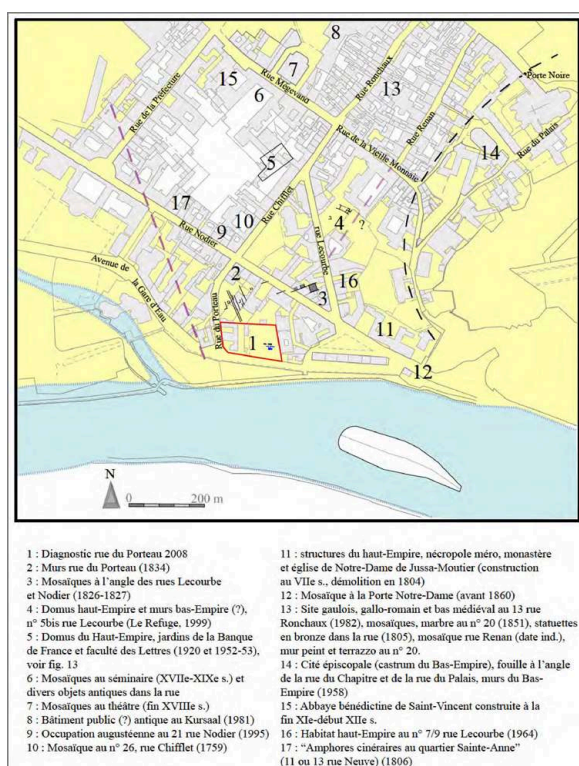 8
15
7
13
Rue de la Préfecture
Rue Mégevand
6
Rue Ronchaux
Porte Noire
Rue Renan
Rue du Palais
14
Rue de la Vieille Monnaie
5
17
10
Rue Chifflet
4
?
Rue Nodier
9
rue Lecourbe
2
16
Avenue de
la Gare d'Eau
3
Rue du Porteau
11
1
12
N
0
200 m
1 : Diagnostic rue du Porteau 2008
2 : Murs rue du Porteau (1834)
3 : Mosaïques à l'angle des rues Lecourbe
et Nodier (1826-1827)
4 : Domus haut-Empire et murs bas-Empire (?),
n° 5bis rue Lecourbe (Le Refuge, 1999)
5 : Domus du Haut-Empire, jardins de la Banque
de France et faculté des Lettres (1920 et 1952-53),
voir fig. 13
6 : Mosaïques au séminaire (XVIIe-XIXe s.) et
divers objets antiques dans la rue
7 : Mosaïques au théâtre (fin XVIIIe s.)
8 : Bâtiment public (?) antique au Kursaal (1981)
9 : Occupation augustéenne au 21 rue Nodier (1995)
10 : Mosaïque au n° 26, rue Chifflet (1759)
11 : structures du haut-Empire, nécropole méro, monastère
et église de Notre-Dame de Jussa-Moutier (construction
au VIIe s., démolition en 1804)
12 : Mosaïque à la Porte Notre-Dame (avant 1860)
13 : Site gaulois, gallo-romain et bas médiéval au 13 rue
Ronchaux (1982), mosaïques, marbre au n° 20 (1851), statuettes
en bronze dans la rue (1805), mosaïque rue Renan (date ind.),
mur peint et terrazzo au n° 20.
14 : Cité épiscopale (castrum du Bas-Empire), fouille à l'angle
de la rue du Chapitre et de la rue du Palais, murs du Bas-
Empire (1958)
15 : Abbaye bénédictine de Saint-Vincent construite à la
fin XIe-début XIIe s.
16 : Habitat haut-Empire au n° 7/9 rue Lecourbe (1964)
17 : "Amphores cinéraires au quartier Sainte-Anne"
(11 ou 13 rue Neuve) (1806)